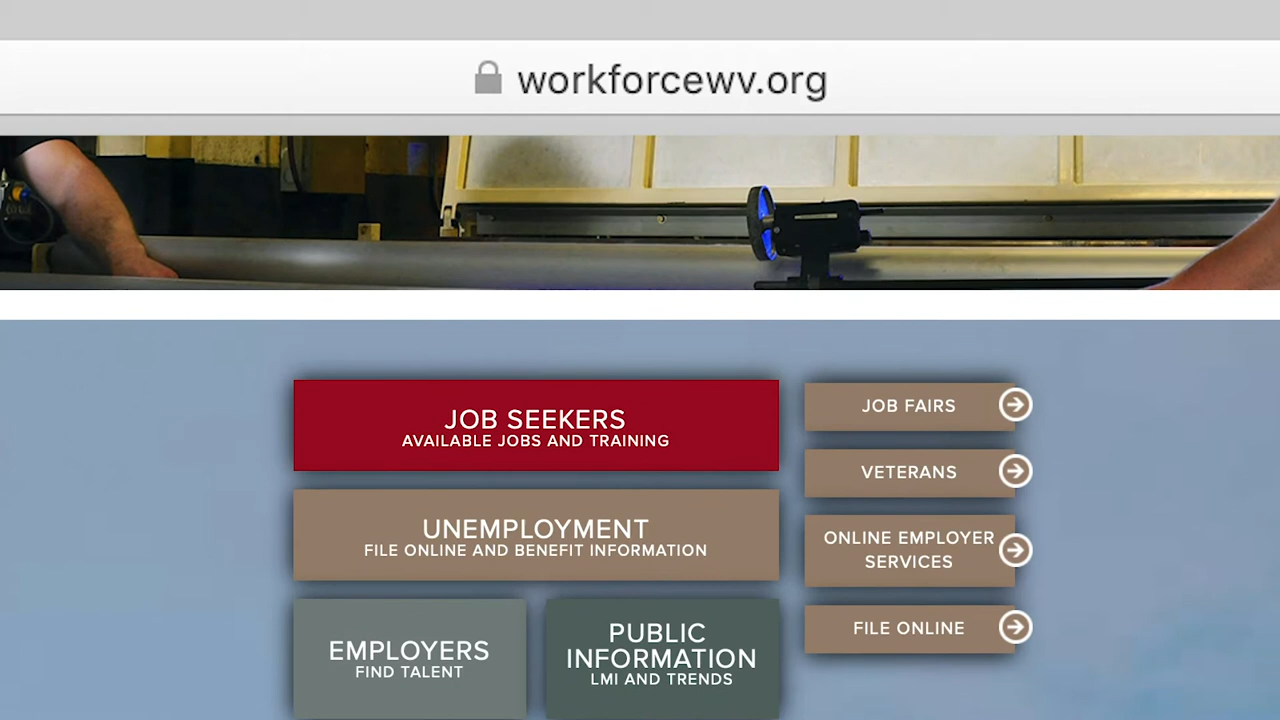 workforcewv.org
JOB SEEKERS
AVAILABLE JOBS AND TRAINING
UNEMPLOYMENT
FILE ONLINE AND BENEFIT INFORMATION
EMPLOYERS
FIND TALENT
PUBLIC
INFORMATION
LMI AND TRENDS
JOB FAIRS
VETERANS
ONLINE EMPLOYER
SERVICES
FILE ONLINE